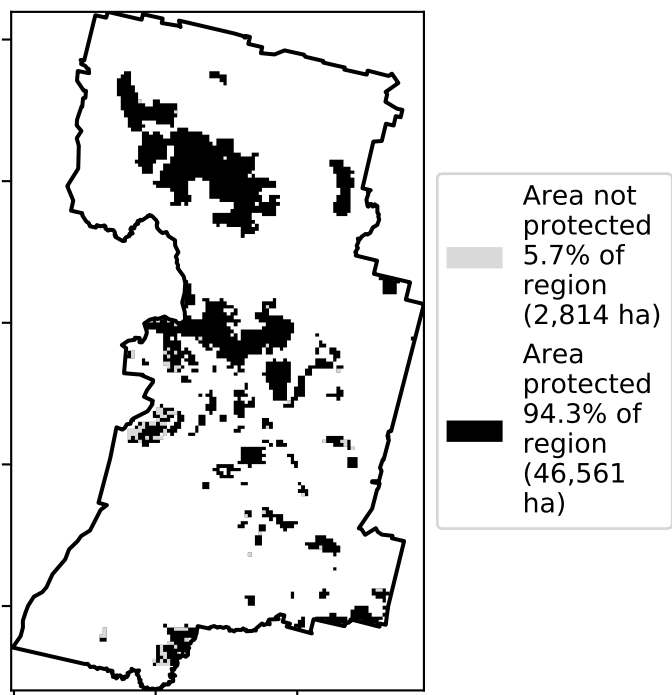 Area not
protected
5.7% of
region
(2,814 ha)
Area
protected
94.3% of
region
(46,561
ha)